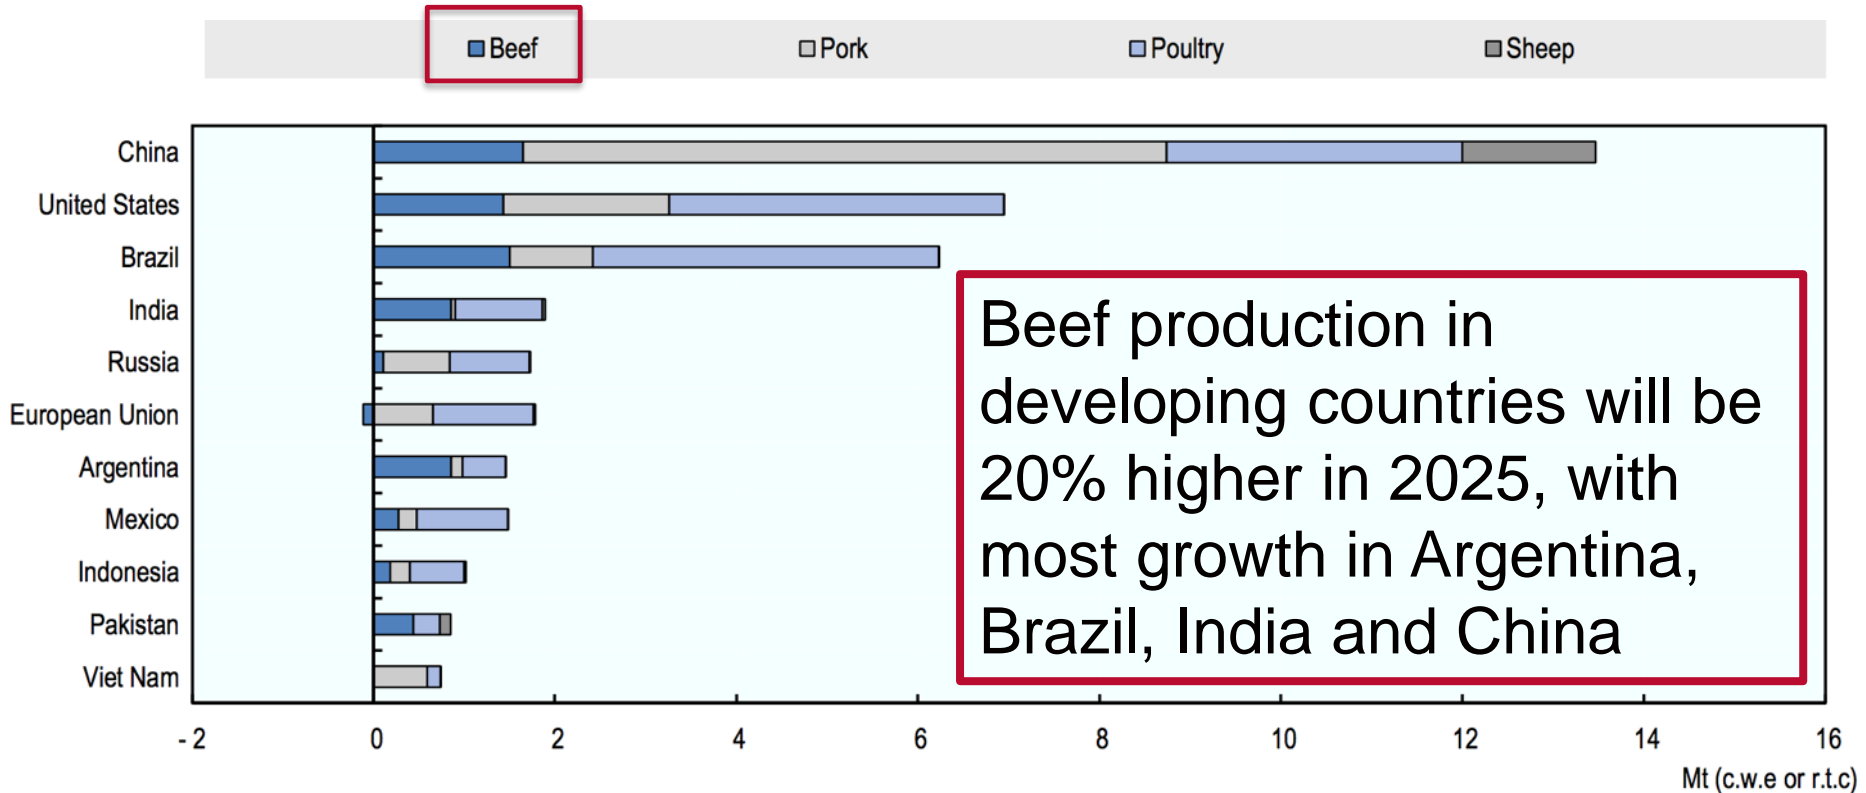 Beef Pork Poultry Sheep
China
United States
Brazil
India
Russia
European Union
Argentina
Mexico
Indonesia
Pakistan
Viet Nam
Beef production in
developing countries will be
20% higher in 2025, with
most growth in Argentina,
Brazil, India and China
- 2 0 2 4 6 8 10 12 14 16
Mt (c.w.e or r.t.c)